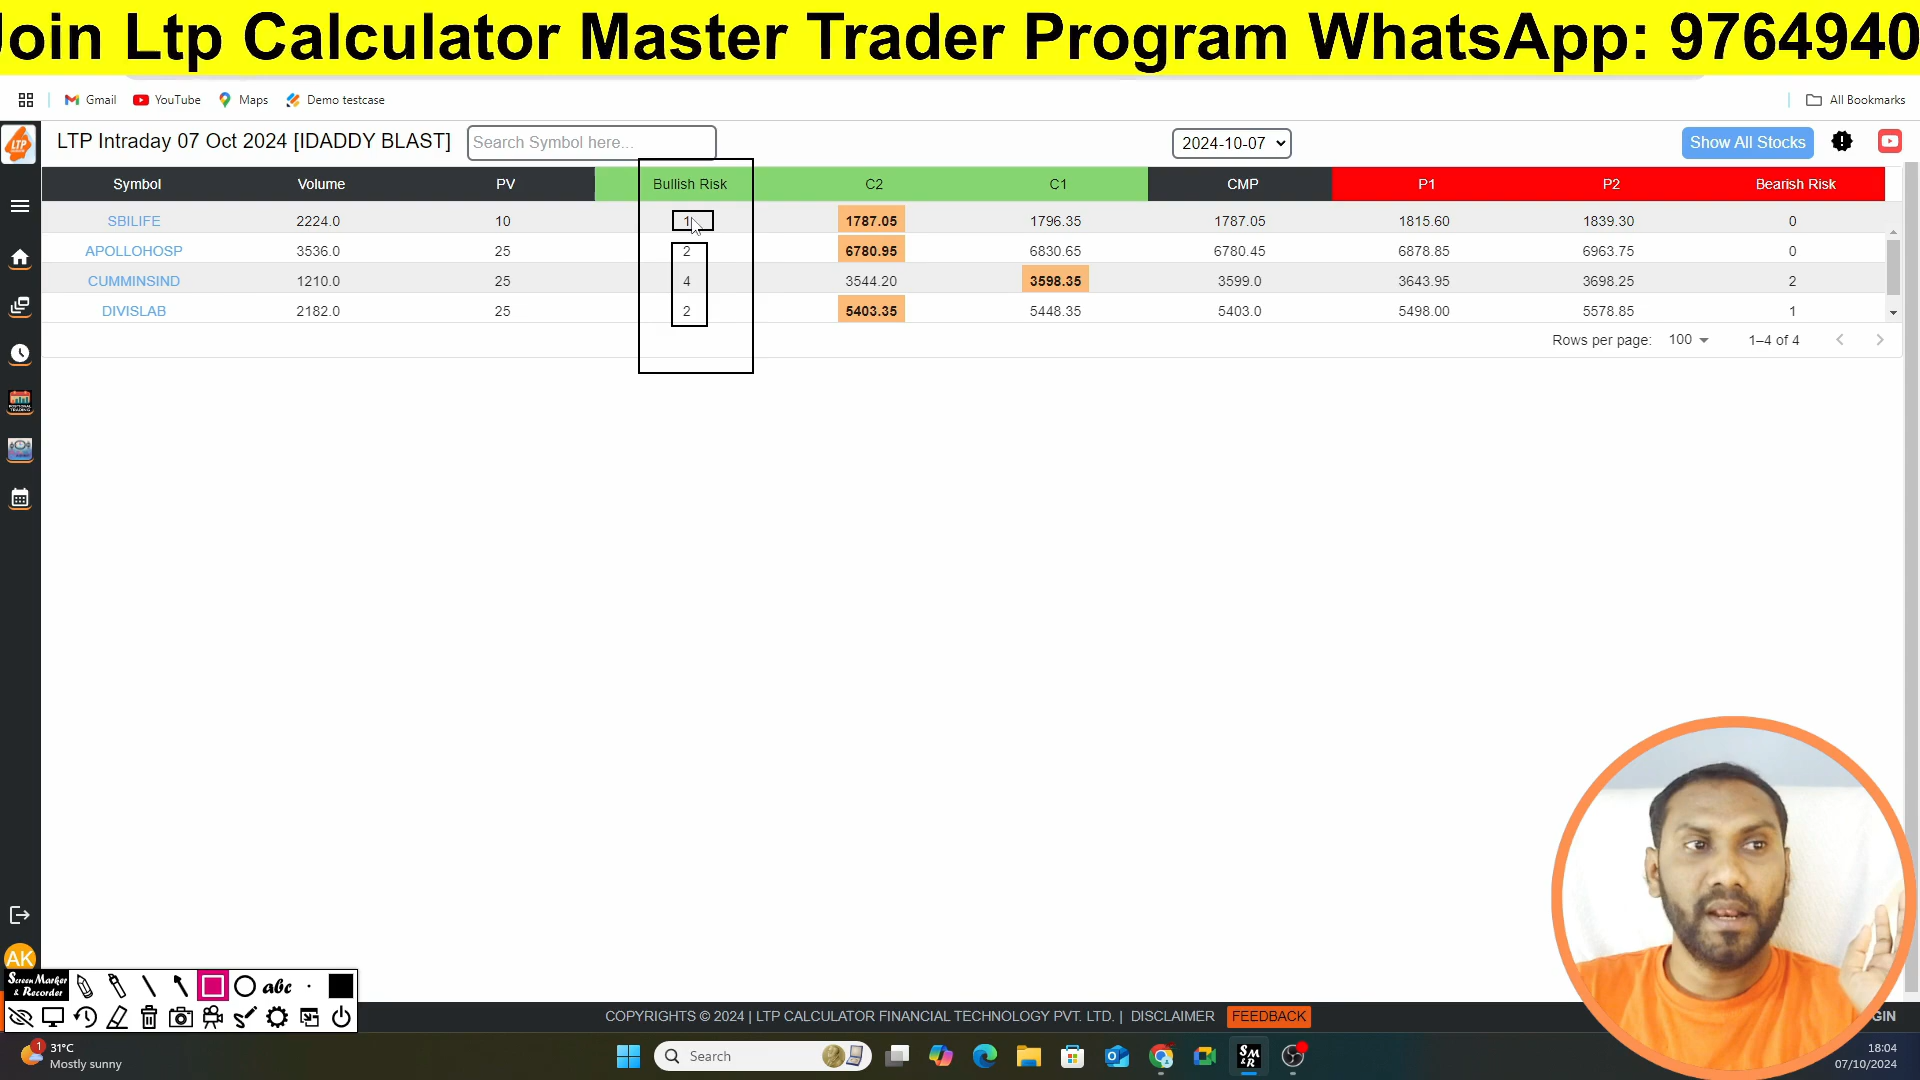 Join Ltp Calculator Master Trader Program WhatsApp: 9764940
Gmail YouTube Maps Demo testcase All Bookmarks
LTP
LTP Intraday 07 Oct 2024 [IDADDY BLAST] Search Symbol here... 2024-10-07 Show All Stocks
Symbol Volume PV Bullish Risk C2 C1 CMP P1 P2 Bearish Risk
SBILIFE 2224.0 10 1 1787.05 1796.35 1787.05 1815.60 1839.30 0
APOLLOHOSP 3536.0 25 2 6780.95 6830.65 6780.45 6878.85 6963.75 0
CUMMINSIND 1210.0 25 4 3544.20 3598.35 3599.0 3643.95 3698.25 2
DIVISLAB 2182.0 25 2 5403.35 5448.35 5403.0 5498.00 5578.85 1
Rows per page: 100 1–4 of 4
AK
Screen Marker
& Recorder
abc
COPYRIGHTS © 2024 | LTP CALCULATOR FINANCIAL TECHNOLOGY PVT. LTD. | DISCLAIMER FEEDBACK GIN
1
31°C
Mostly sunny
Search
SM
&R
18:04
07/10/2024